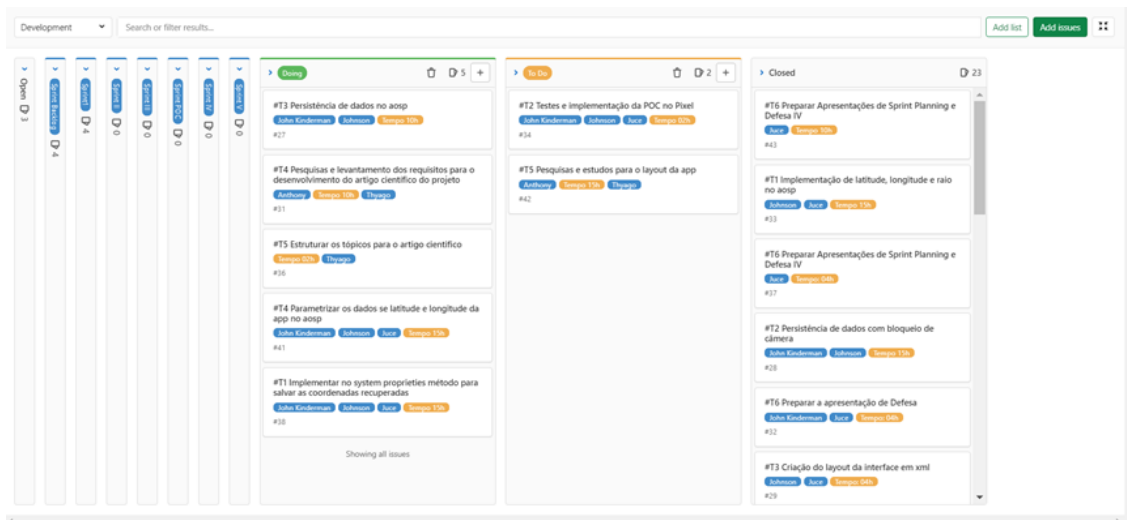 Development
Search or filter results...
Add list
Add issues
Open 3
Sprint Backlog 4
Sprint I 4
Sprint II 0
Sprint III 0
Sprint POC 0
Sprint IV 0
Sprint V 0
Doing 5 +
#T3 Persistência de dados no aosp
John Kinderman Johnson Tempo 10h
#27
#T4 Pesquisas e levantamento dos requisitos para o
desenvolvimento do artigo científico do projeto
Anthony Tempo 10h Thyago
#31
#T5 Estruturar os tópicos para o artigo científico
Tempo 02h Thyago
#36
#T4 Parametrizar os dados se latitude e longitude da
app no aosp
John Kinderman Johnson Juce Tempo 15h
#41
#T1 Implementar no system proprieties método para
salvar as coordenadas recuperadas
John Kinderman Johnson Juce Tempo 15h
#38
Showing all issues
To Do 2 +
#T2 Testes e implementação da POC no Pixel
John Kinderman Johnson Juce Tempo 02h
#34
#T5 Pesquisas e estudos para o layout da app
Anthony Tempo 15h Thyago
#42
Closed 23
#T6 Preparar Apresentações de Sprint Planning e
Defesa IV
Juce Tempo 10h
#43
#T1 Implementação de latitude, longitude e raio
no aosp
Johnson Juce Tempo 15h
#33
#T6 Preparar Apresentações de Sprint Planning e
Defesa IV
Juce Tempo: 04h
#37
#T2 Persistência de dados com bloqueio de
câmera
John Kinderman Johnson Tempo 15h
#28
#T6 Preparar a apresentação de Defesa
John Kinderman Juce Tempo: 04h
#32
#T3 Criação do layout da interface em xml
Johnson Juce Tempo: 04h
#29